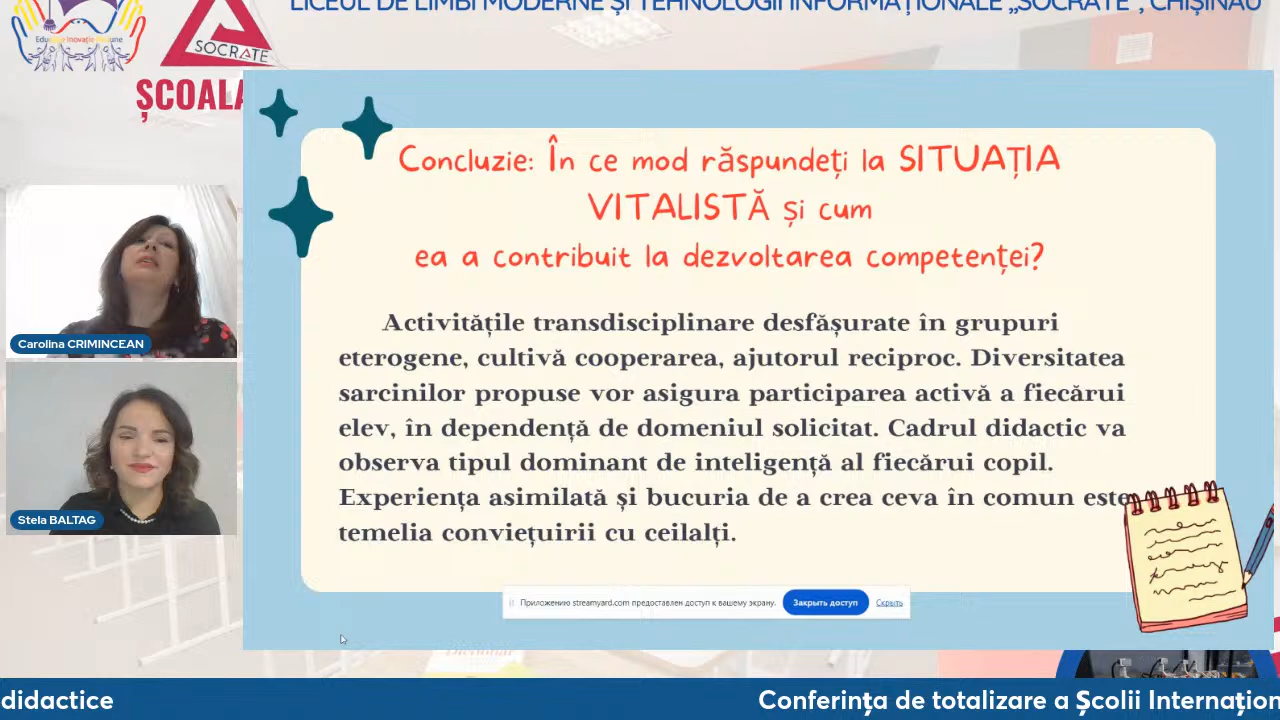 LICEUL DE LIMBI MODERNE ȘI TEHNOLOGII INFORMAȚIONALE „SOCRATE”, CHIȘINĂU
SOCRATE
ȘCOALA
Concluzie: În ce mod răspundeți la SITUAȚIA
VITALISTĂ și cum
ea a contribuit la dezvoltarea competenței?
Activitățile transdisciplinare desfășurate în grupuri
eterogene, cultivă cooperarea, ajutorul reciproc. Diversitatea
sarcinilor propuse vor asigura participarea activă a fiecărui
elev, în dependență de domeniul solicitat. Cadrul didactic va
observa tipul dominant de inteligență al fiecărui copil.
Experiența asimilată și bucuria de a crea ceva în comun este
temelia conviețuirii cu ceilalți.
Carolina CRIMINCEAN
Stela BALTAG
Приложению streamyard.com предоставлен доступ к вашему экрану.
Закрыть доступ
Скрыть
didactice
Conferința de totalizare a Școlii Internațion